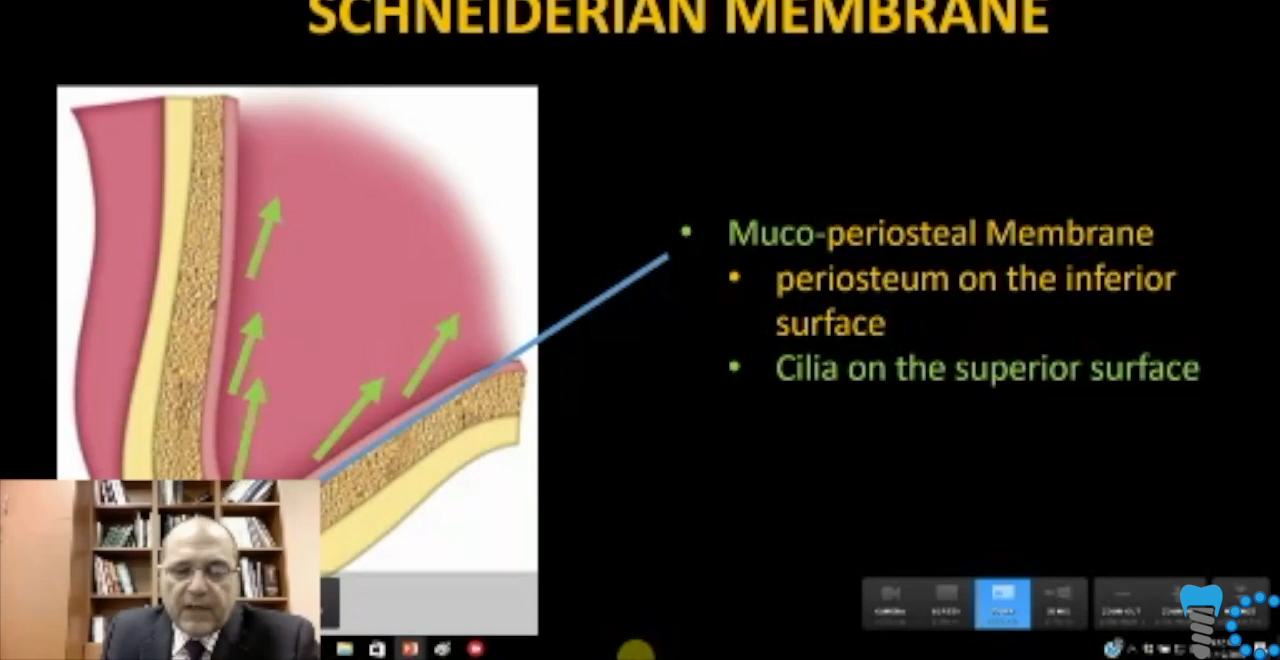 SCHNEIDERIAN MEMBRANE
• Muco-periosteal Membrane
• periosteum on the inferior
surface
• Cilia on the superior surface